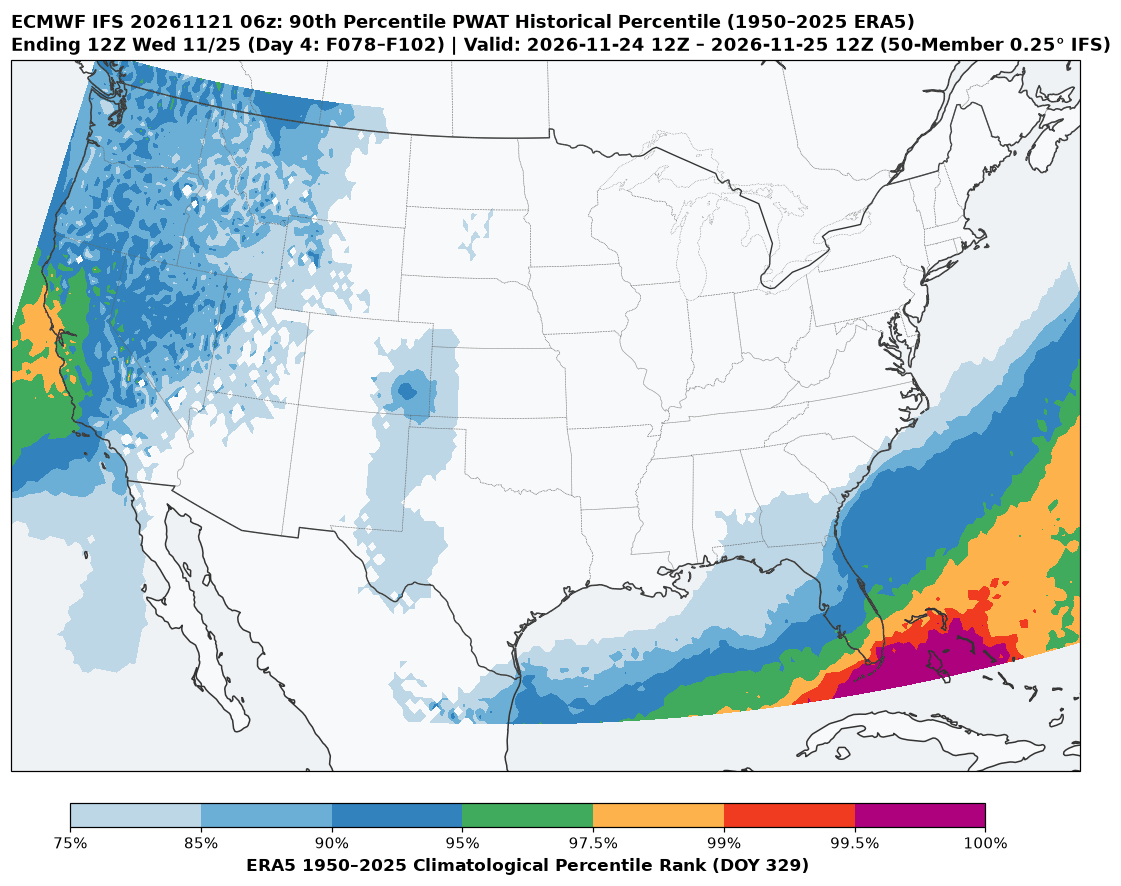 ECMWF IFS 20261121 06z: 90th Percentile PWAT Historical Percentile (1950–2025 ERA5)
Ending 12Z Wed 11/25 (Day 4: F078–F102) | Valid: 2026-11-24 12Z – 2026-11-25 12Z (50-Member 0.25° IFS)
75% 85% 90% 95% 97.5% 99% 99.5% 100%
ERA5 1950–2025 Climatological Percentile Rank (DOY 329)